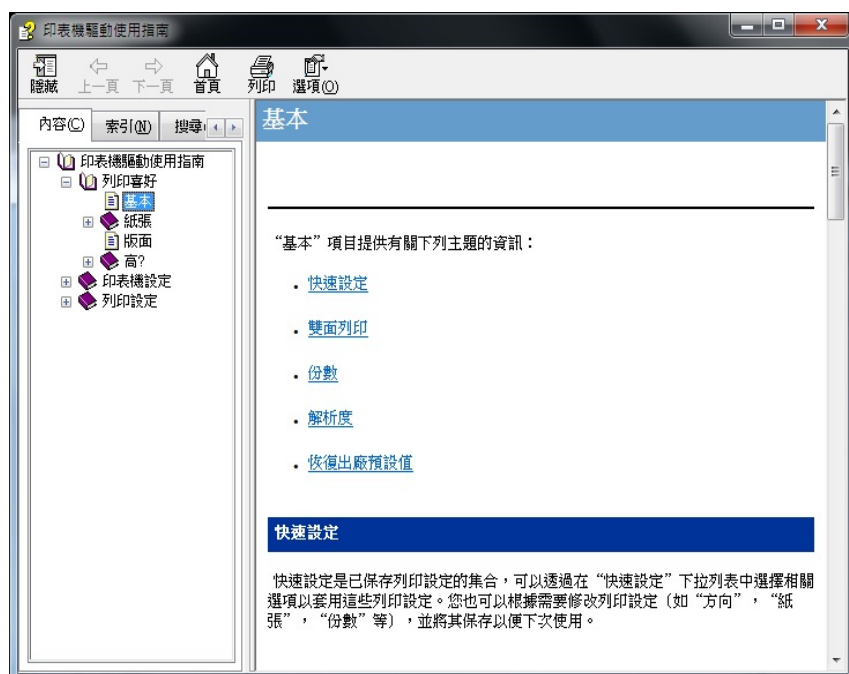 印表機驅動使用指南
隱藏 上一頁 下一頁 首頁 列印 選項(O)
內容(C) 索引(N) 搜尋
印表機驅動使用指南
列印喜好
基本
紙張
版面
高?
印表機設定
列印設定
基本
“基本”項目提供有關下列主題的資訊：
• 快速設定
• 雙面列印
• 份數
• 解析度
• 恢復出廠預設值
快速設定
快速設定是已保存列印設定的集合，可以透過在“快速設定”下拉列表中選擇相關
選項以套用這些列印設定。您也可以根據需要修改列印設定（如“方向”，“紙
張”，“份數”等），並將其保存以便下次使用。